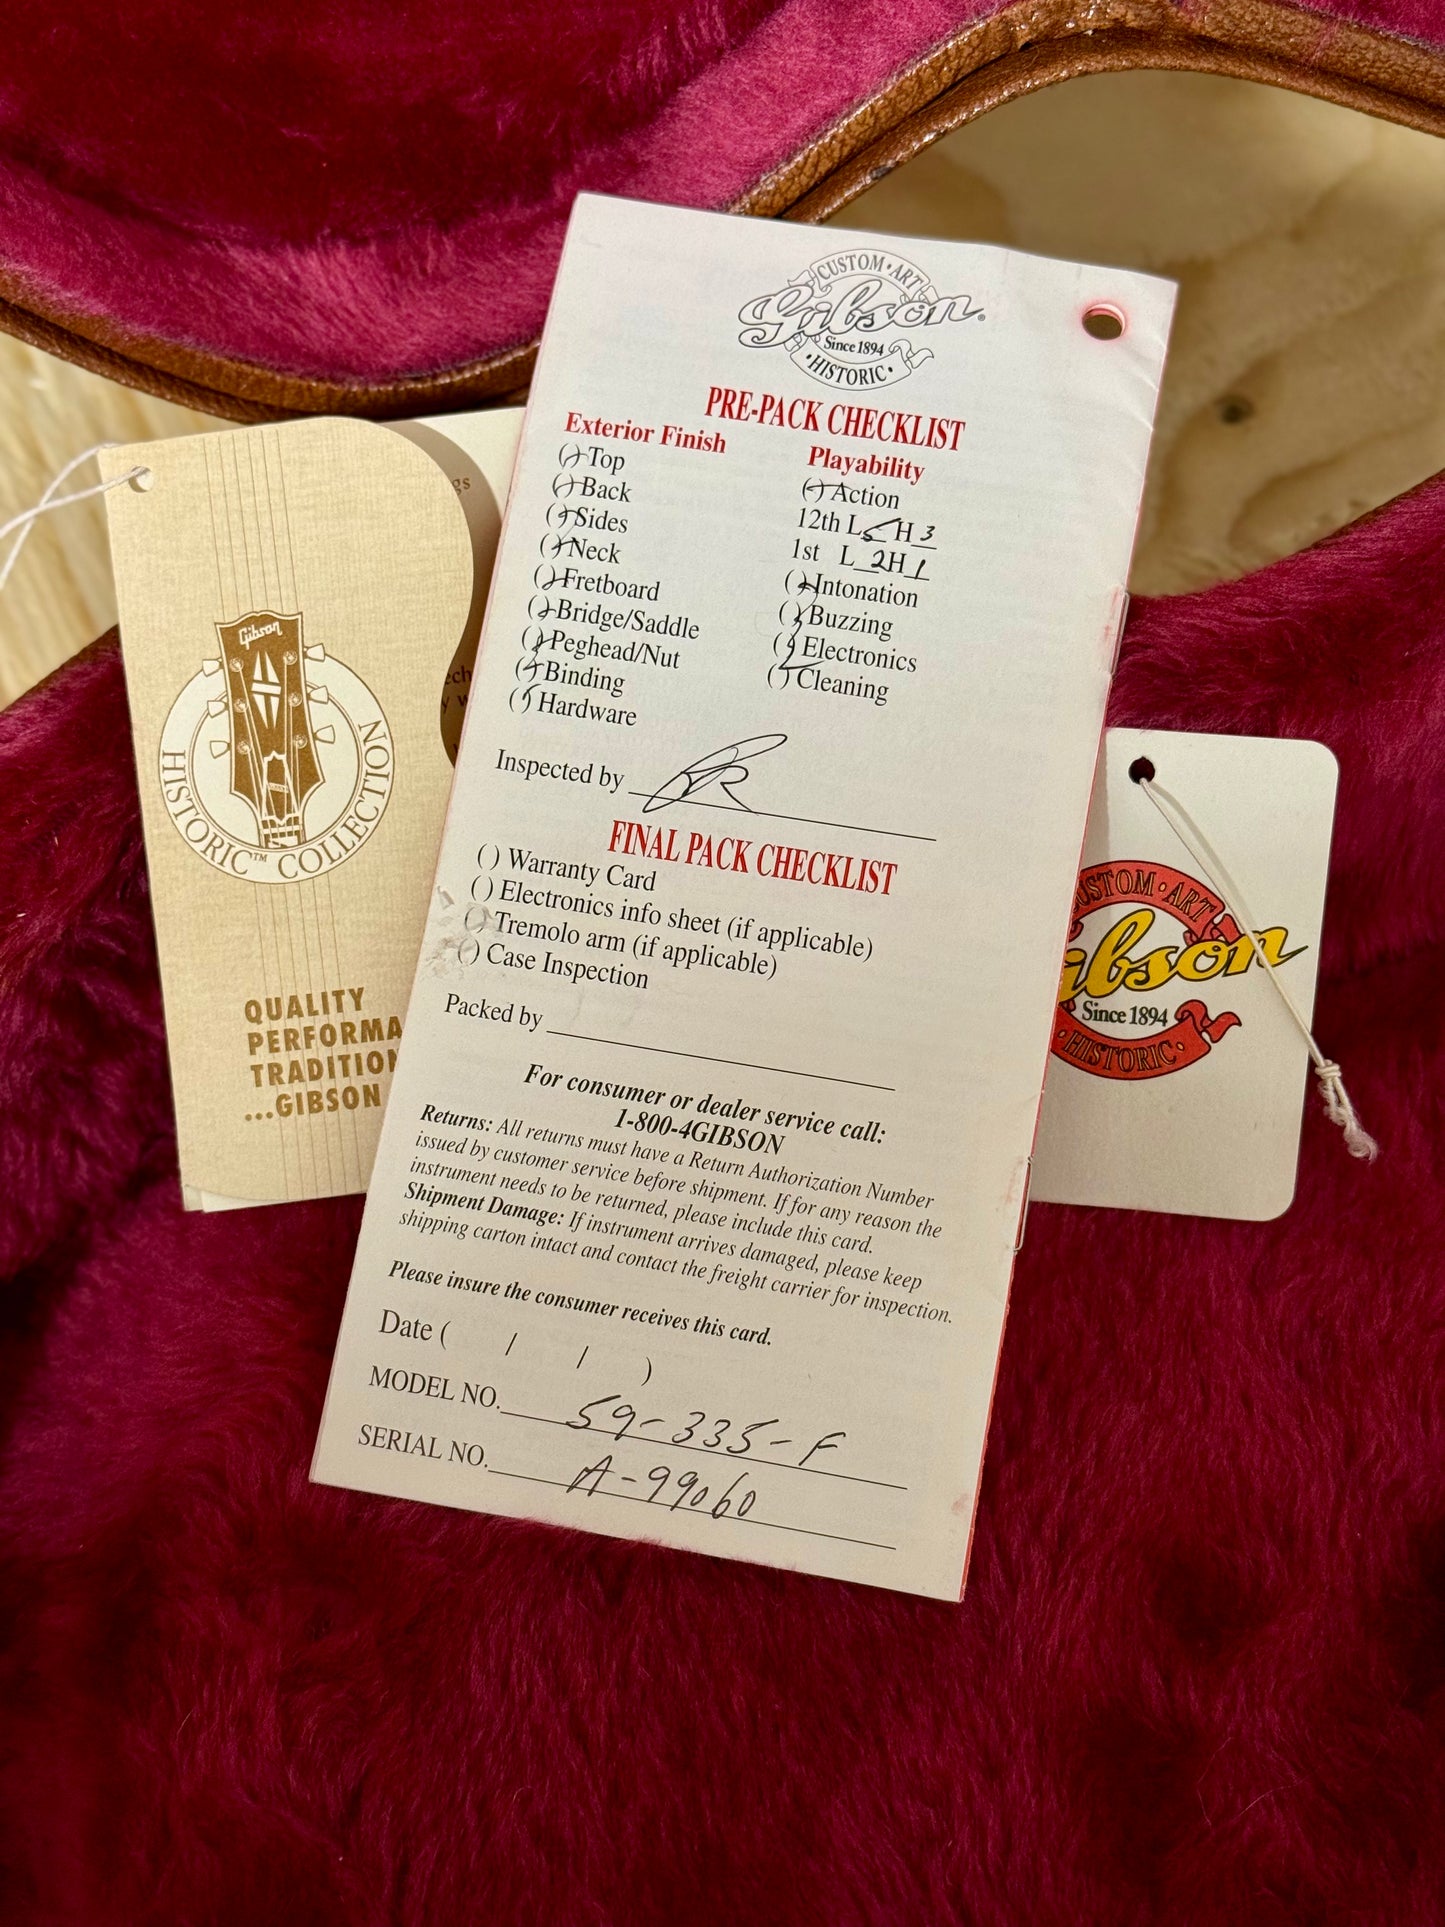 CUSTOM · ART
Gibson®
Since 1894
· HISTORIC ·
PRE-PACK CHECKLIST
Exterior Finish
( ) Top
( ) Back
( ) Sides
( ) Neck
( ) Fretboard
( ) Bridge/Saddle
( ) Peghead/Nut
( ) Binding
( ) Hardware
Playability
( ) Action
12th L 5 H 3
1st L 2 H 1
( ) Intonation
( ) Buzzing
( ) Electronics
( ) Cleaning
Inspected by
FINAL PACK CHECKLIST
( ) Warranty Card
( ) Electronics info sheet (if applicable)
( ) Tremolo arm (if applicable)
( ) Case Inspection
Packed by
For consumer or dealer service call:
1-800-4GIBSON
Returns: All returns must have a Return Authorization Number
issued by customer service before shipment. If for any reason the
instrument needs to be returned, please include this card.
Shipment Damage: If instrument arrives damaged, please keep
shipping carton intact and contact the freight carrier for inspection.
Please insure the consumer receives this card.
Date ( / / )
MODEL NO. 59-335-F
SERIAL NO. A-99060
Gibson
HISTORIC™ COLLECTION
QUALITY
PERFORMA
TRADITION
...GIBSON
gs
ech
y w
USTOM · ART
ibson
Since 1894
· HISTORIC ·